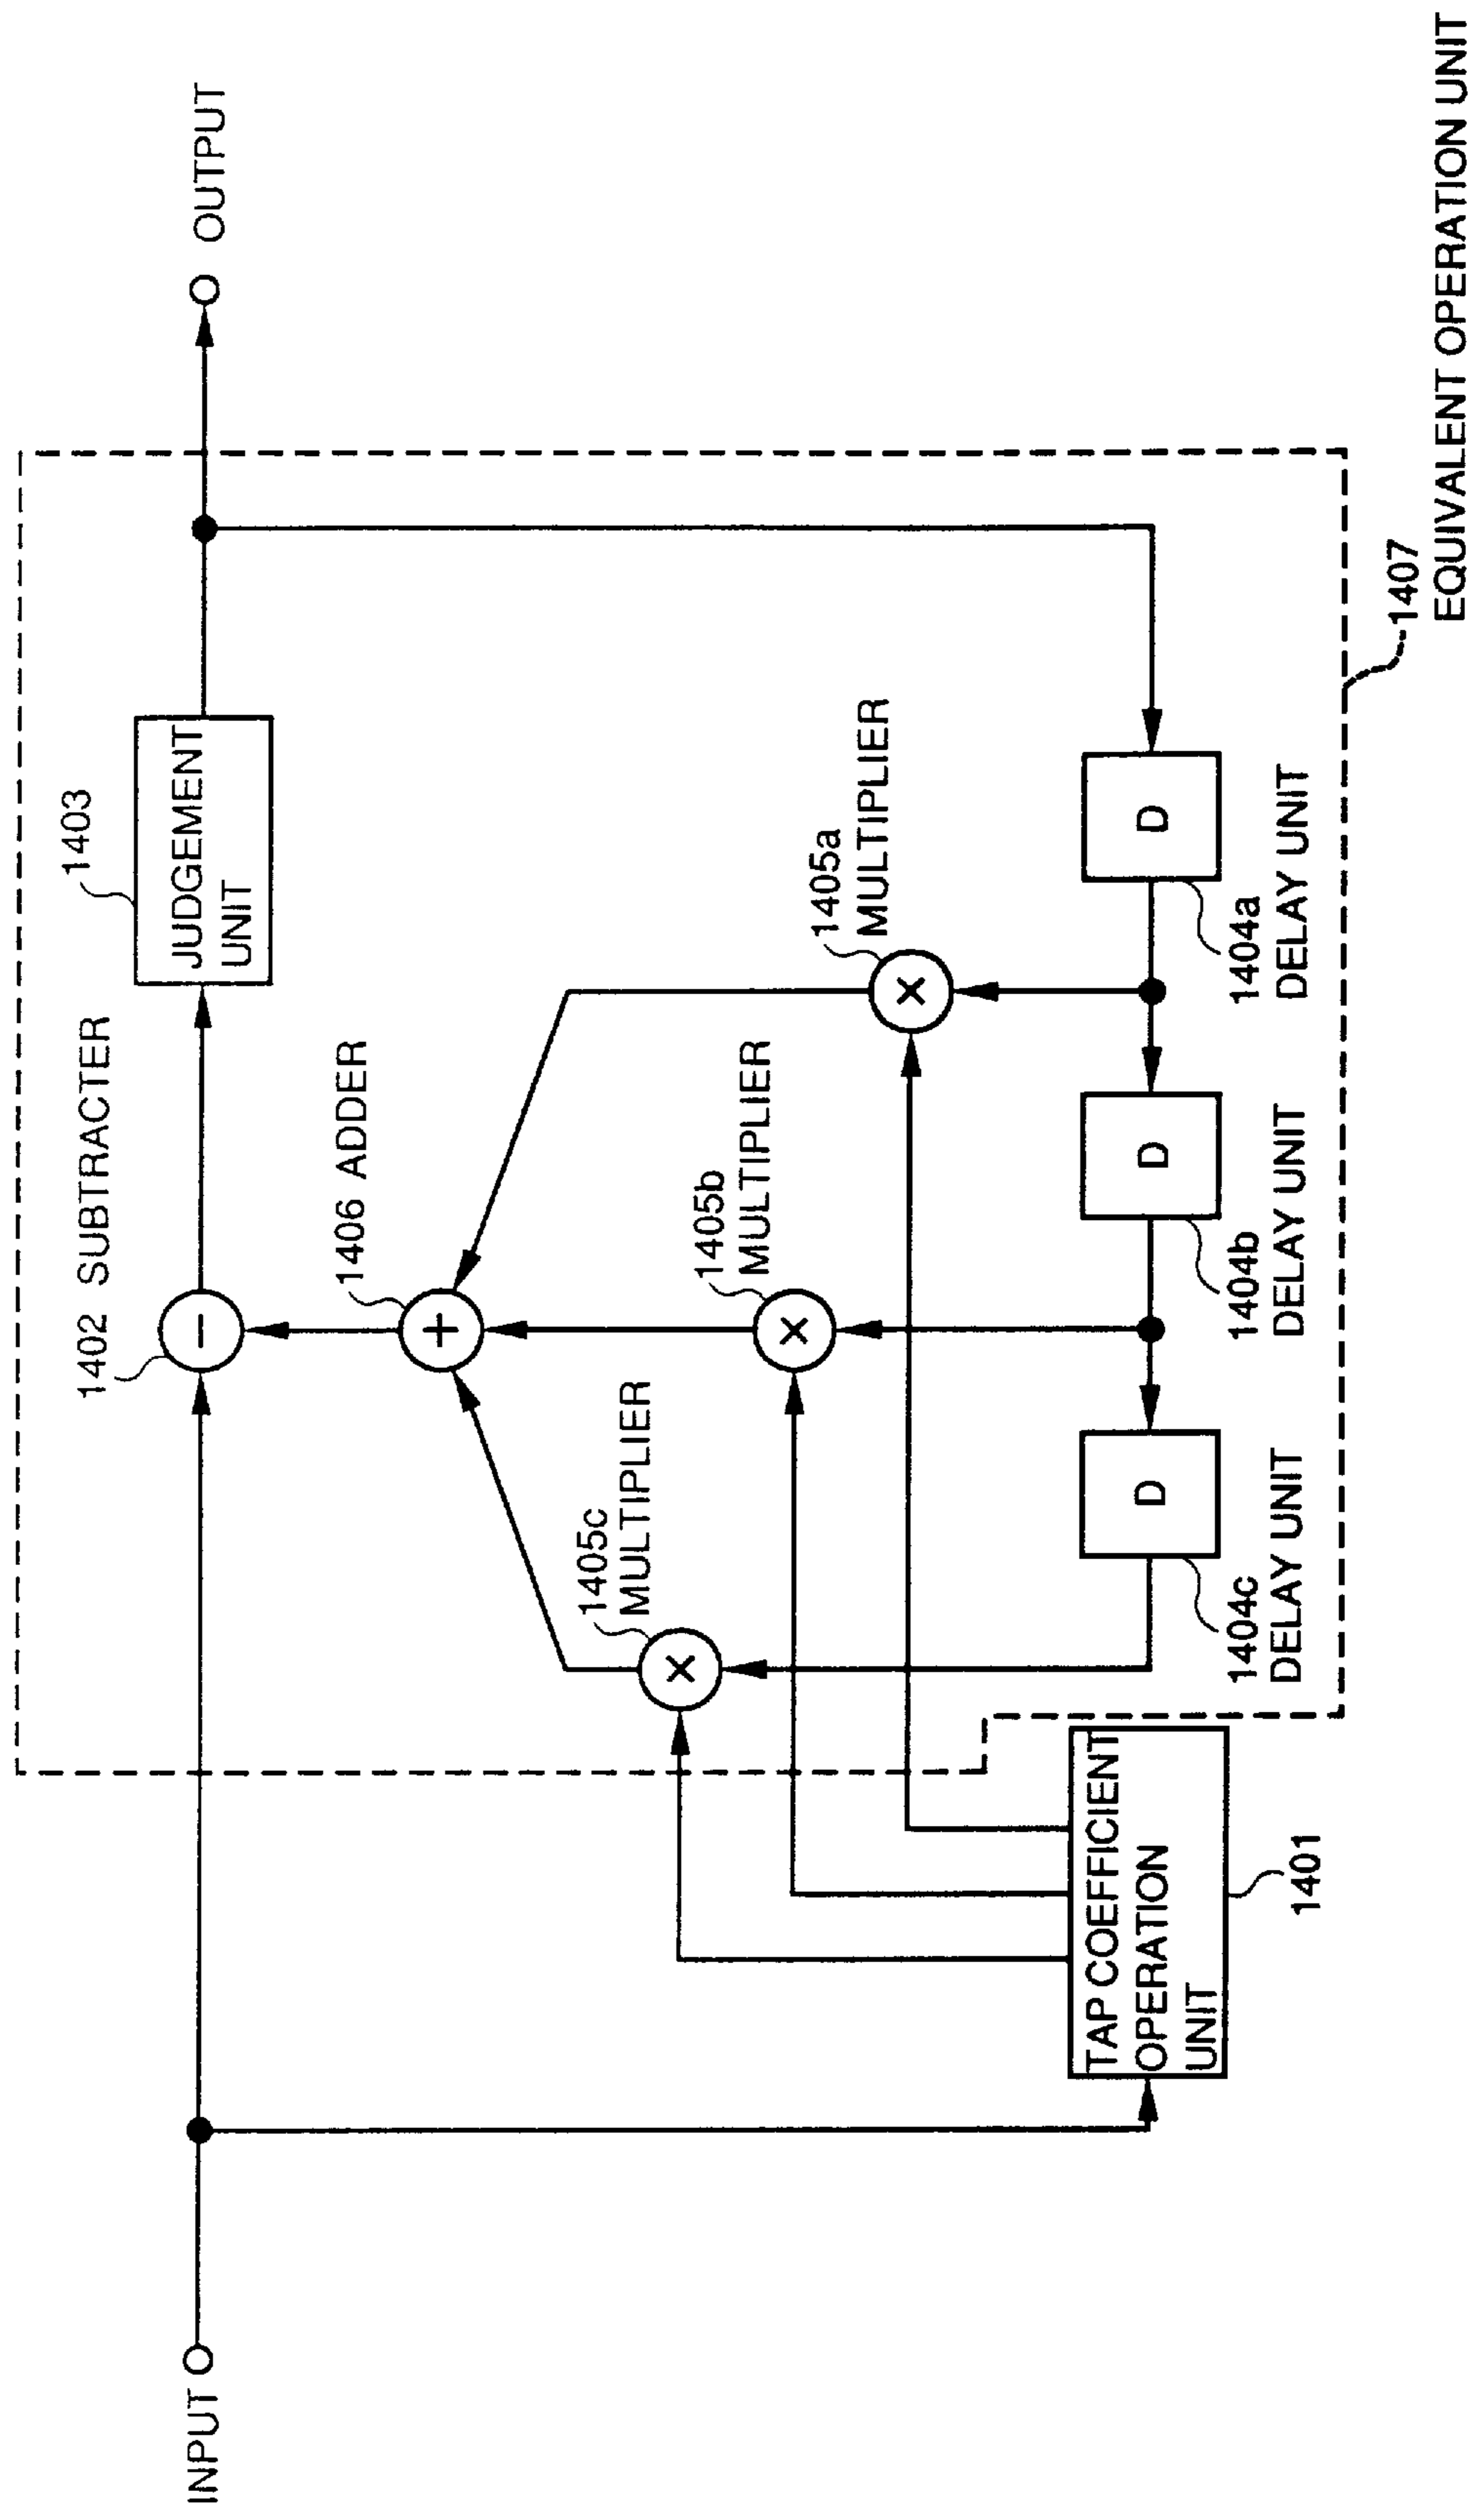 INPUT
OUTPUT
1402 SUBTRACTER
1403
JUDGEMENT
UNIT
1406 ADDER
−
+
1405c
MULTIPLIER
×
1405b
MULTIPLIER
×
1405a
MULTIPLIER
×
TAP COEFFICIENT
OPERATION
UNIT
1401
D
1404c
DELAY UNIT
D
1404b
DELAY UNIT
D
1404a
DELAY UNIT
1407
EQUIVALENT OPERATION UNIT